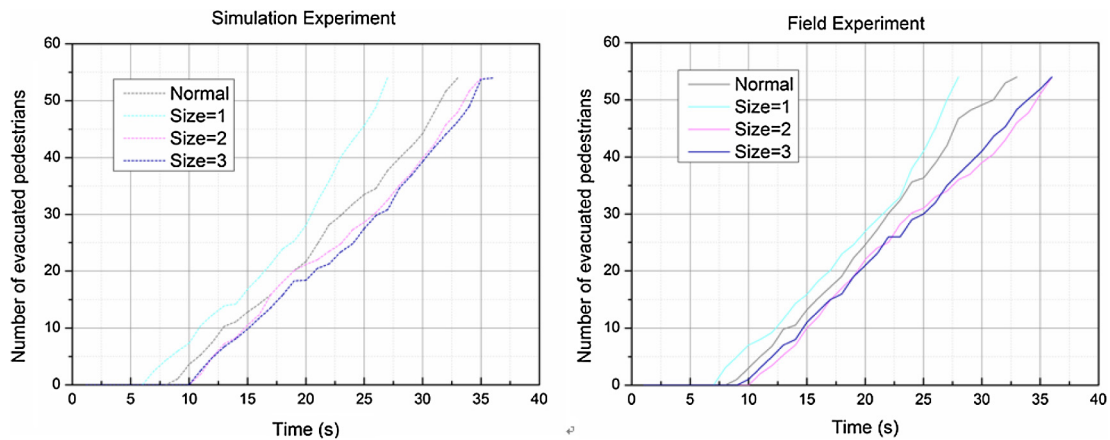 Simulation Experiment
Number of evacuated pedestrians
60
50
40
30
20
10
0
Normal
Size=1
Size=2
Size=3
0 5 10 15 20 25 30 35 40
Time (s)
Field Experiment
Number of evacuated pedestrians
60
50
40
30
20
10
0
Normal
Size=1
Size=2
Size=3
0 5 10 15 20 25 30 35 40
Time (s)